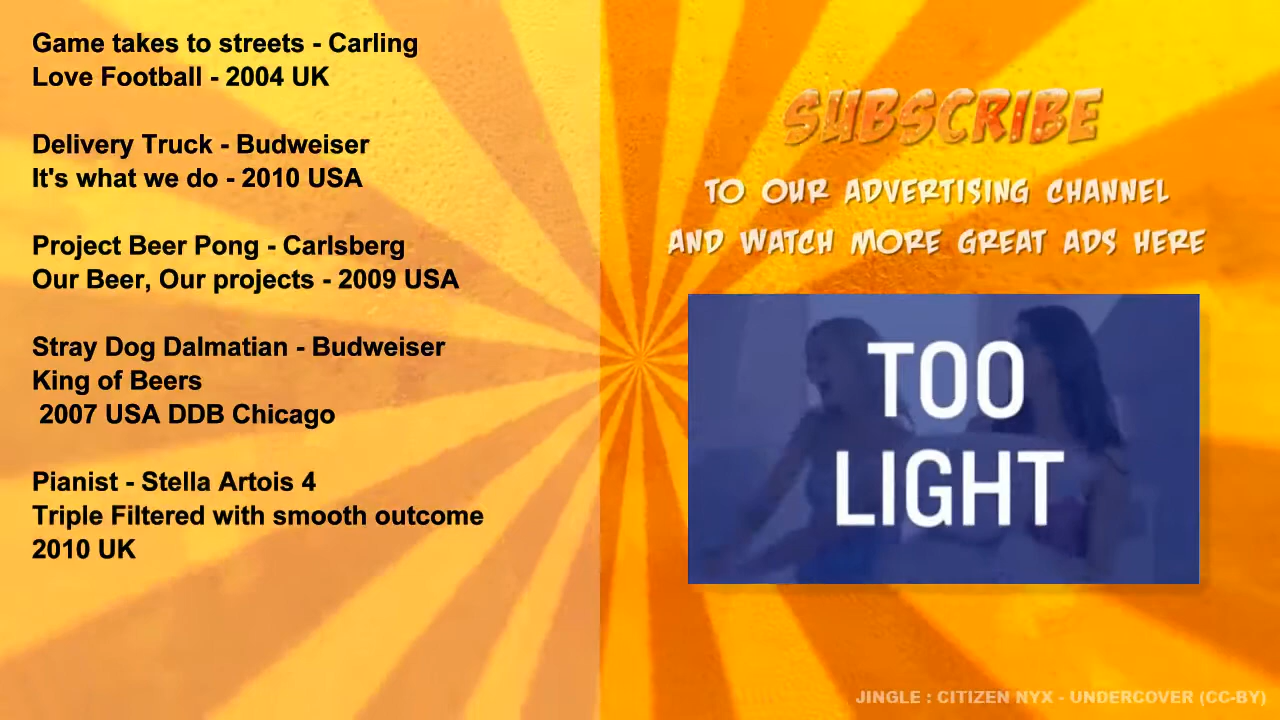 Game takes to streets - Carling
Love Football - 2004 UK
Delivery Truck - Budweiser
It's what we do - 2010 USA
Project Beer Pong - Carlsberg
Our Beer, Our projects - 2009 USA
Stray Dog Dalmatian - Budweiser
King of Beers
2007 USA DDB Chicago
Pianist - Stella Artois 4
Triple Filtered with smooth outcome
2010 UK
SUBSCRIBE
TO OUR ADVERTISING CHANNEL
AND WATCH MORE GREAT ADS HERE
TOO
LIGHT
JINGLE : CITIZEN NYX - UNDERCOVER (CC-BY)